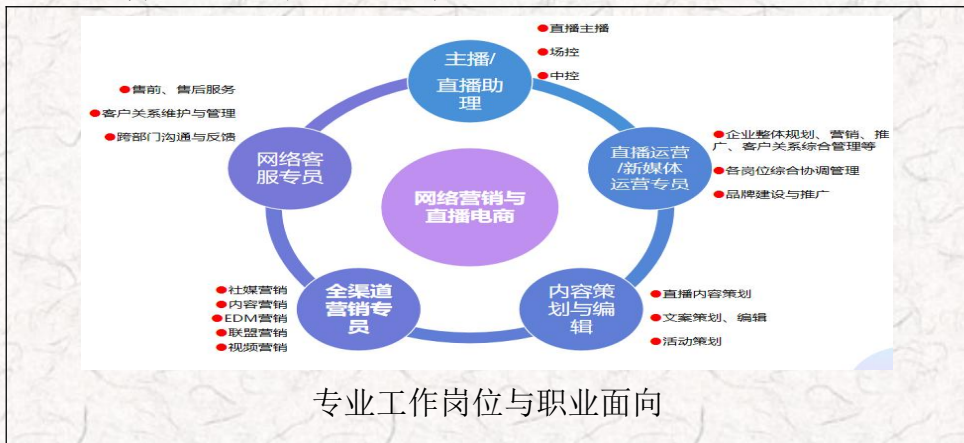 主播/
直播助
理
●直播主播
●场控
●中控
●售前、售后服务
●客户关系维护与管理
●跨部门沟通与反馈
网络客
服专员
直播运营
/新媒体
运营专员
●企业整体规划、营销、推
广、客户关系综合管理等
●各岗位综合协调管理
●品牌建设与推广
网络营销与
直播电商
●社媒营销
●内容营销
●EDM营销
●联盟营销
●视频营销
全渠道
营销专
员
内容策
划与编
辑
●直播内容策划
●文案策划、编辑
●活动策划
专业工作岗位与职业面向